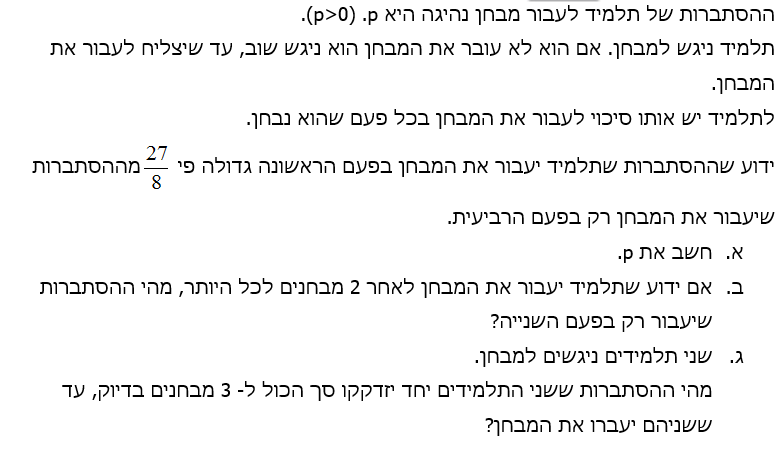 ההסתברות של תלמיד לעבור מבחן נהיגה היא p. (p>0).
תלמיד ניגש למבחן. אם הוא לא עובר את המבחן הוא ניגש שוב, עד שיצליח לעבור את
המבחן.
לתלמיד יש אותו סיכוי לעבור את המבחן בכל פעם שהוא נבחן.
ידוע שההסתברות שתלמיד יעבור את המבחן בפעם הראשונה גדולה פי 27/8 מההסתברות
שיעבור את המבחן רק בפעם הרביעית.
א. חשב את p.
ב. אם ידוע שתלמיד יעבור את המבחן לאחר 2 מבחנים לכל היותר, מהי ההסתברות
שיעבור רק בפעם השנייה?
ג. שני תלמידים ניגשים למבחן.
מהי ההסתברות ששני התלמידים יחד יזדקקו סך הכול ל- 3 מבחנים בדיוק, עד
ששניהם יעברו את המבחן?